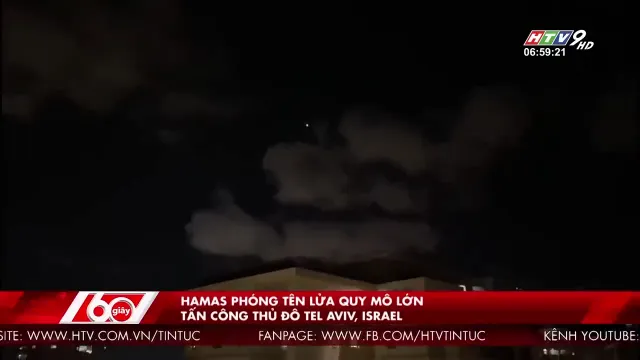 HTV9 HD
06:59:21
60 giây
HAMAS PHÓNG TÊN LỬA QUY MÔ LỚN
TẤN CÔNG THỦ ĐÔ TEL AVIV, ISRAEL
SITE: WWW.HTV.COM.VN/TINTUC FANPAGE: WWW.FB.COM/HTVTINTUC KÊNH YOUTUBE